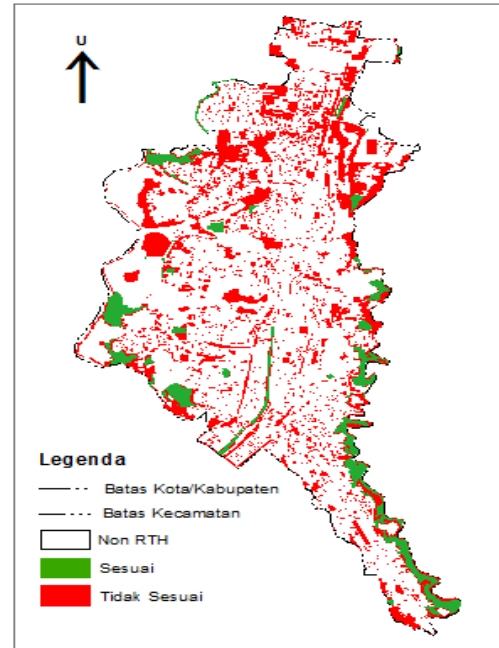 U
Legenda
Batas Kota/Kabupaten
Batas Kecamatan
Non RTH
Sesuai
Tidak Sesuai